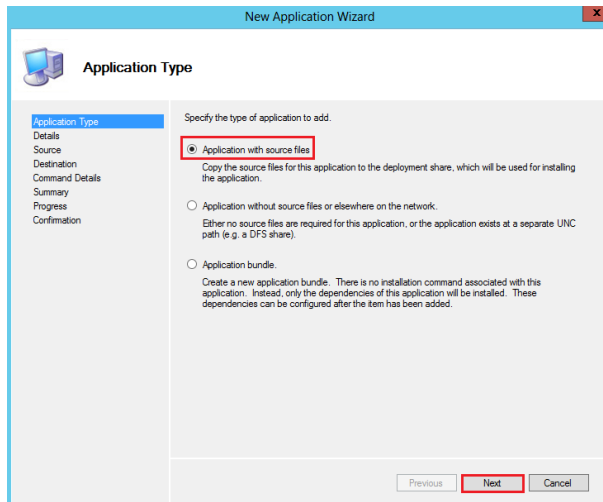 New Application Wizard
x
Application Type
Application Type
Details
Source
Destination
Command Details
Summary
Progress
Confirmation
Specify the type of application to add.
Application with source files
Copy the source files for this application to the deployment share, which will be used for installing
the application.
Application without source files or elsewhere on the network.
Either no source files are required for this application, or the application exists at a separate UNC
path (e.g. a DFS share).
Application bundle.
Create a new application bundle.  There is no installation command associated with this
application.  Instead, only the dependencies of this application will be installed.  These
dependencies can be configured after the item has been added.
Previous
Next
Cancel